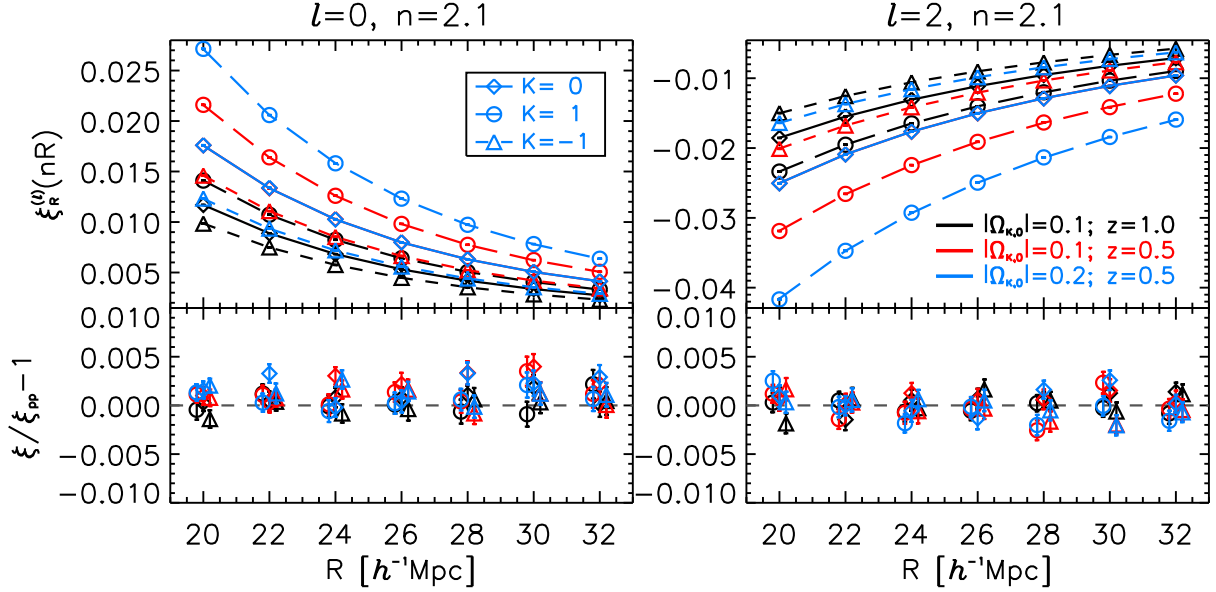 l=0, n=2.1
ξ_R^(l)(nR)
0.025
0.020
0.015
0.010
0.005
K= 0
K= 1
K=−1
0.010
0.005
0.000
−0.005
−0.010
ξ/ξ_PP−1
20 22 24 26 28 30 32
R [h⁻¹Mpc]
l=2, n=2.1
−0.01
−0.02
−0.03
−0.04
|Ω_K,0|=0.1; z=1.0
|Ω_K,0|=0.1; z=0.5
|Ω_K,0|=0.2; z=0.5
0.010
0.005
0.000
−0.005
−0.010
20 22 24 26 28 30 32
R [h⁻¹Mpc]